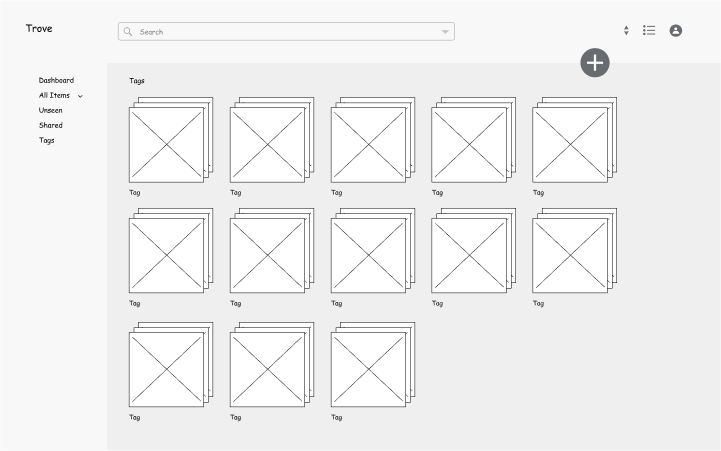 Trove
Search
Dashboard
All Items
Unseen
Shared
Tags
Tags
Tag Tag Tag Tag Tag
Tag Tag Tag Tag Tag
Tag Tag Tag